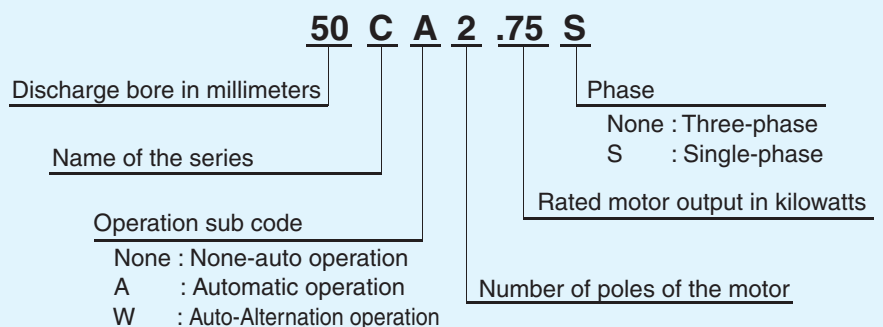 50 C A 2 .75 S
Discharge bore in millimeters
Phase
None : Three-phase
S : Single-phase
Name of the series
Rated motor output in kilowatts
Operation sub code
None : None-auto operation
A : Automatic operation
W : Auto-Alternation operation
Number of poles of the motor